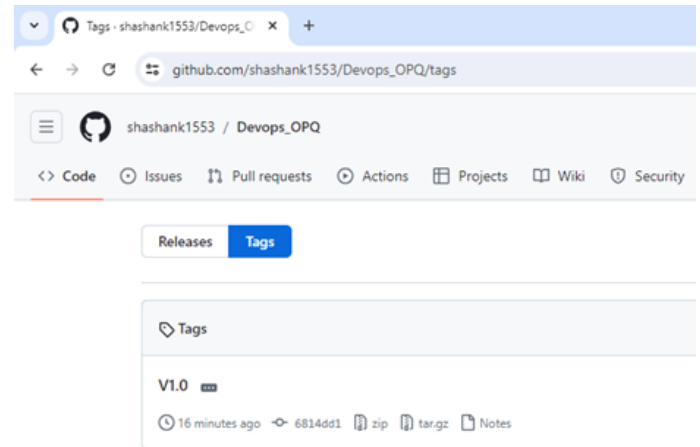 Tags · shashank1553/Devops_O
github.com/shashank1553/Devops_OPQ/tags
shashank1553 / Devops_OPQ
<> Code Issues Pull requests Actions Projects Wiki Security
Releases Tags
Tags
V1.0
16 minutes ago 6814dd1 zip tar.gz Notes